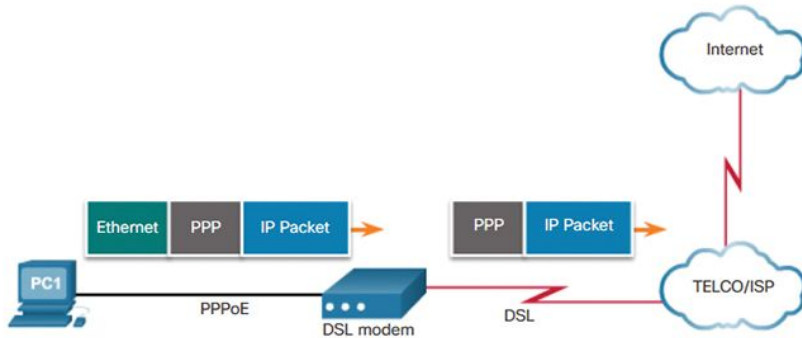 Internet
Ethernet PPP IP Packet
PPP IP Packet
PC1
PPPoE
DSL modem
DSL
TELCO/ISP